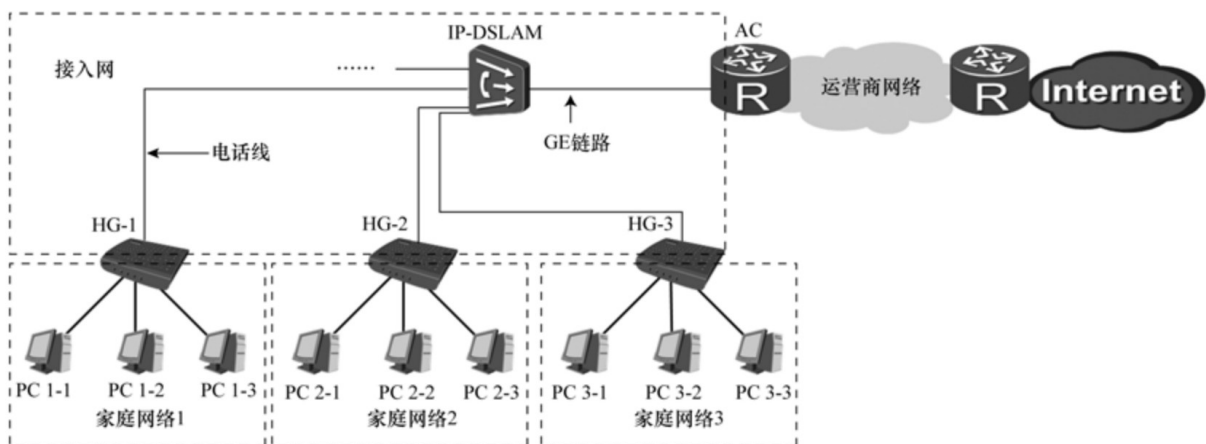 IP-DSLAM
AC
接入网
……
R
运营商网络
R
Internet
GE链路
电话线
HG-1
HG-2
HG-3
PC 1-1
PC 1-2
PC 1-3
PC 2-1
PC 2-2
PC 2-3
PC 3-1
PC 3-2
PC 3-3
家庭网络1
家庭网络2
家庭网络3